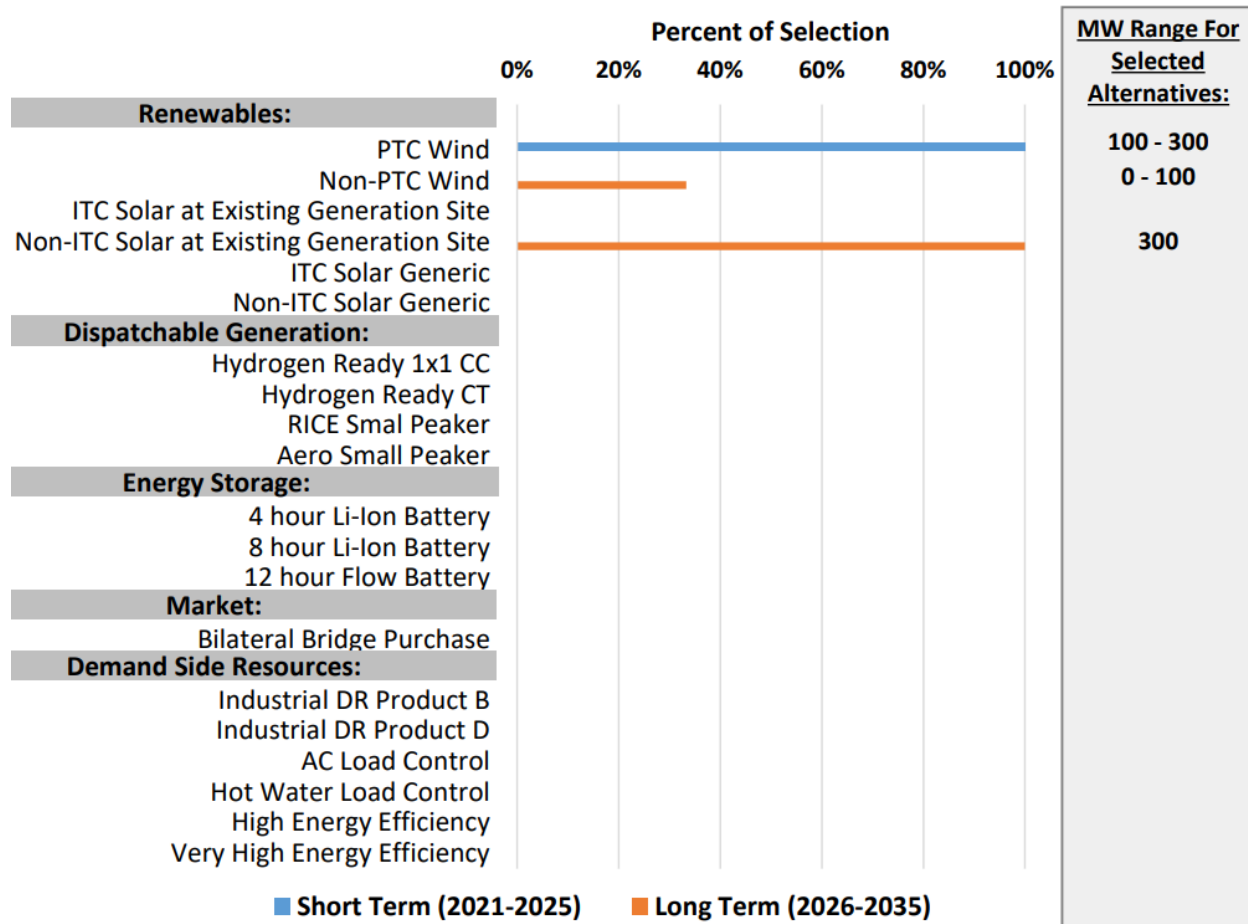 Percent of Selection
0% 20% 40% 60% 80% 100%
MW Range For
Selected
Alternatives:
Renewables:
PTC Wind 100 - 300
Non-PTC Wind 0 - 100
ITC Solar at Existing Generation Site
Non-ITC Solar at Existing Generation Site 300
ITC Solar Generic
Non-ITC Solar Generic
Dispatchable Generation:
Hydrogen Ready 1x1 CC
Hydrogen Ready CT
RICE Smal Peaker
Aero Small Peaker
Energy Storage:
4 hour Li-Ion Battery
8 hour Li-Ion Battery
12 hour Flow Battery
Market:
Bilateral Bridge Purchase
Demand Side Resources:
Industrial DR Product B
Industrial DR Product D
AC Load Control
Hot Water Load Control
High Energy Efficiency
Very High Energy Efficiency
Short Term (2021-2025) Long Term (2026-2035)